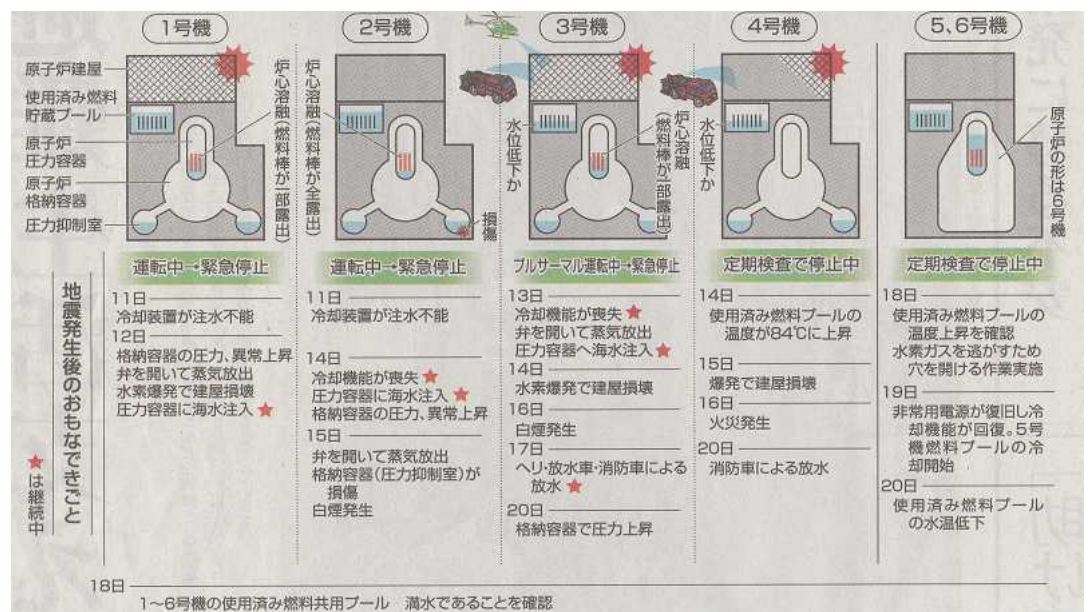 1号機
2号機
3号機
4号機
5、6号機
原子炉建屋
使用済み燃料
貯蔵プール
原子炉
圧力容器
原子炉
格納容器
圧力抑制室
炉心溶融(燃料棒が一部露出)
炉心溶融(燃料棒が全露出)
損傷
水位低下か
炉心溶融
(燃料棒が一部露出)
水位低下か
原子炉の形は6号機
運転中→緊急停止
運転中→緊急停止
プルサーマル運転中→緊急停止
定期検査で停止中
定期検査で停止中
地震発生後のおもなできごと
★は継続中
11日
冷却装置が注水不能
12日
格納容器の圧力、異常上昇
弁を開いて蒸気放出
水素爆発で建屋損壊
圧力容器に海水注入★
11日
冷却装置が注水不能
14日
冷却機能が喪失★
圧力容器に海水注入★
格納容器の圧力、異常上昇
15日
弁を開いて蒸気放出
格納容器(圧力抑制室)が
損傷
白煙発生
13日
冷却機能が喪失★
弁を開いて蒸気放出
圧力容器へ海水注入★
14日
水素爆発で建屋損壊
16日
白煙発生
17日
ヘリ・放水車・消防車による
放水★
20日
格納容器で圧力上昇
14日
使用済み燃料プールの
温度が84℃に上昇
15日
爆発で建屋損壊
16日
火災発生
20日
消防車による放水
18日
使用済み燃料プールの
温度上昇を確認
水素ガスを逃がすため
穴を開ける作業実施
19日
非常用電源が復旧し冷
却機能が回復。5号
機燃料プールの冷
却開始
20日
使用済み燃料プール
の水温低下
18日
1〜6号機の使用済み燃料共用プール 満水であることを確認